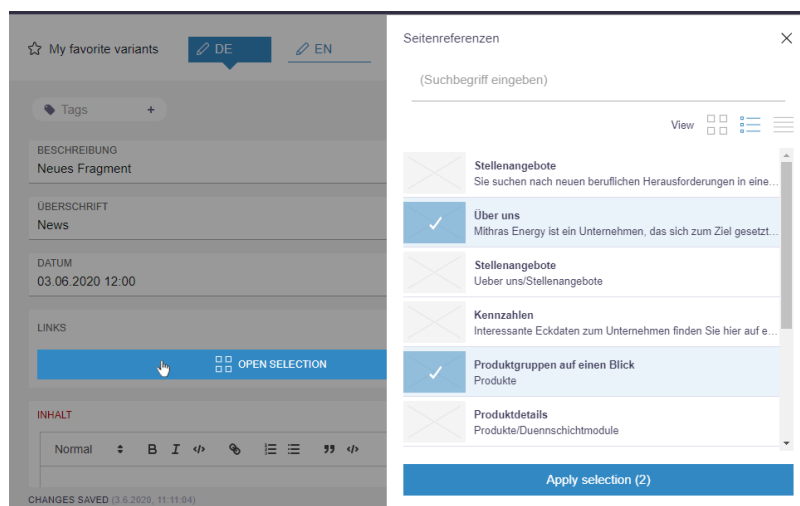 My favorite variants
DE
EN
Tags
+
BESCHREIBUNG
Neues Fragment
ÜBERSCHRIFT
News
DATUM
03.06.2020 12:00
LINKS
OPEN SELECTION
INHALT
Normal
B I </>
CHANGES SAVED (3.6.2020, 11:11:04)
Seitenreferenzen
(Suchbegriff eingeben)
View
Stellenangebote
Sie suchen nach neuen beruflichen Herausforderungen in eine...
Über uns
Mithras Energy ist ein Unternehmen, das sich zum Ziel gesetzt...
Stellenangebote
Ueber uns/Stellenangebote
Kennzahlen
Interessante Eckdaten zum Unternehmen finden Sie hier auf e...
Produktgruppen auf einen Blick
Produkte
Produktdetails
Produkte/Duennschichtmodule
Apply selection (2)